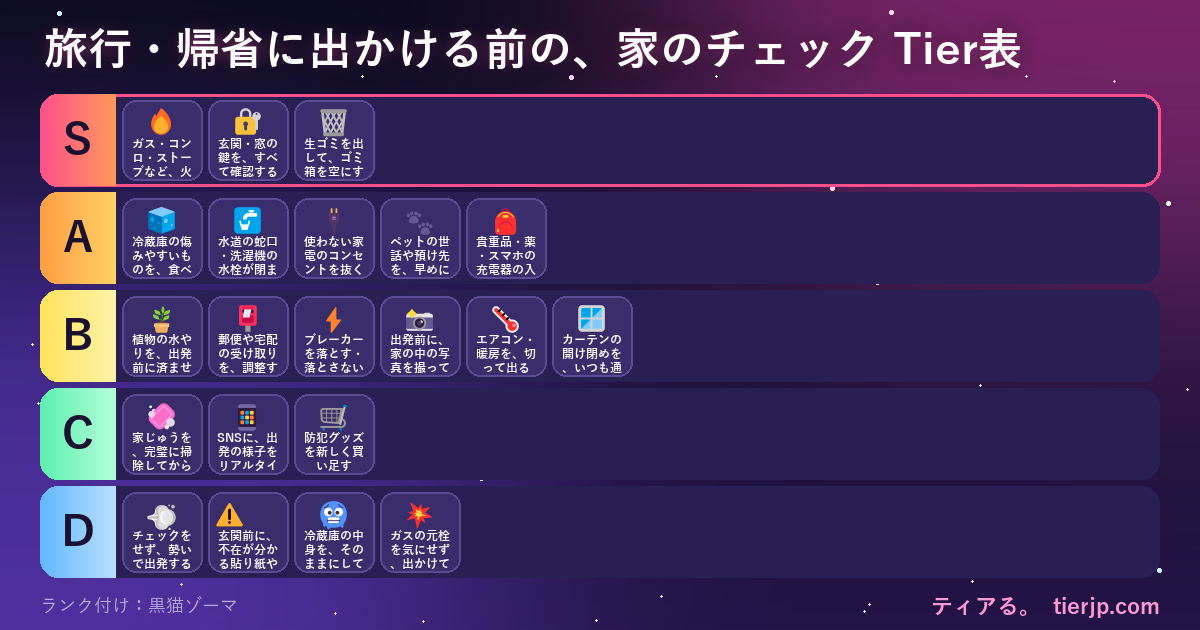 旅行・帰省に出かける前の、家のチェック Tier表
S
ガス・コン
ロ・ストー
ブなど、火
玄関・窓の
鍵を、すべ
て確認する
生ゴミを出
して、ゴミ
箱を空にす
A
冷蔵庫の傷
みやすいも
のを、食べ
水道の蛇口
・洗濯機の
水栓が閉ま
使わない家
電のコンセ
ントを抜く
ペットの世
話や預け先
を、早めに
貴重品・薬
・スマホの
充電器の入
B
植物の水や
りを、出発
前に済ませ
郵便や宅配
の受け取り
を、調整す
ブレーカー
を落とす・
落とさない
出発前に、
家の中の写
真を撮って
エアコン・
暖房を、切
って出る
カーテンの
開け閉めを
、いつも通
C
家じゅうを
、完璧に掃
除してから
SNSに、出
発の様子を
リアルタイ
防犯グッズ
を新しく買
い足す
D
チェックを
せず、勢い
で出発する
玄関前に、
不在が分か
る貼り紙や
冷蔵庫の中
身を、その
ままにして
ガスの元栓
を気にせず
、出かけて
ランク付け：黒猫ゾーマ
ティアる。 tierjp.com